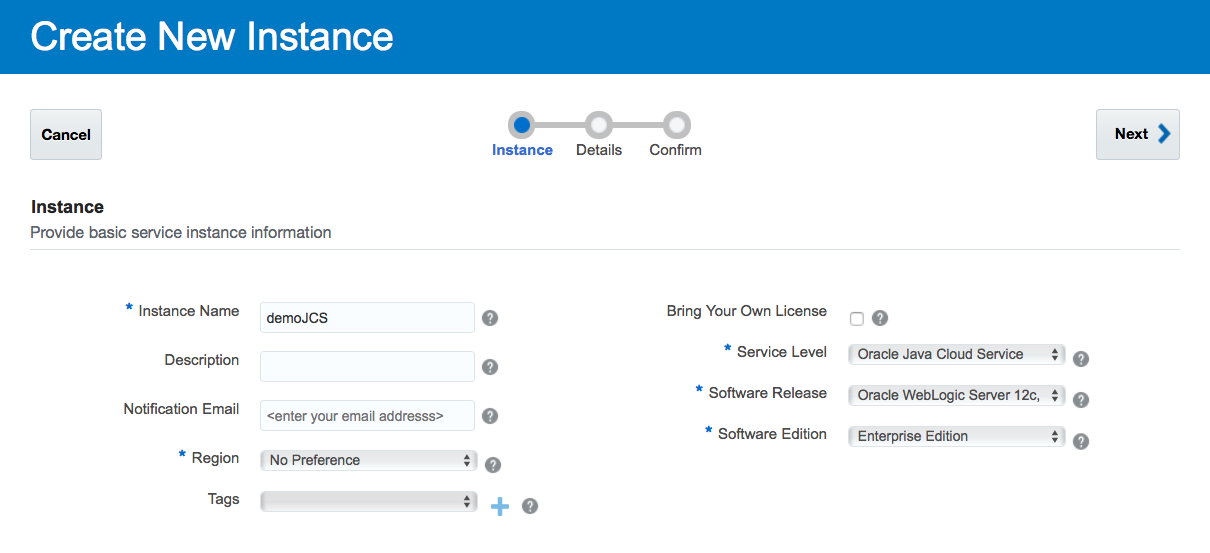 Create New Instance
Cancel
Instance
Details
Confirm
Next
Instance
Provide basic service instance information
* Instance Name
demoJCS
?
Description
?
Notification Email
<enter your email addresss>
?
* Region
No Preference
?
Tags
?
Bring Your Own License
?
* Service Level
Oracle Java Cloud Service
?
* Software Release
Oracle WebLogic Server 12c,
?
* Software Edition
Enterprise Edition
?